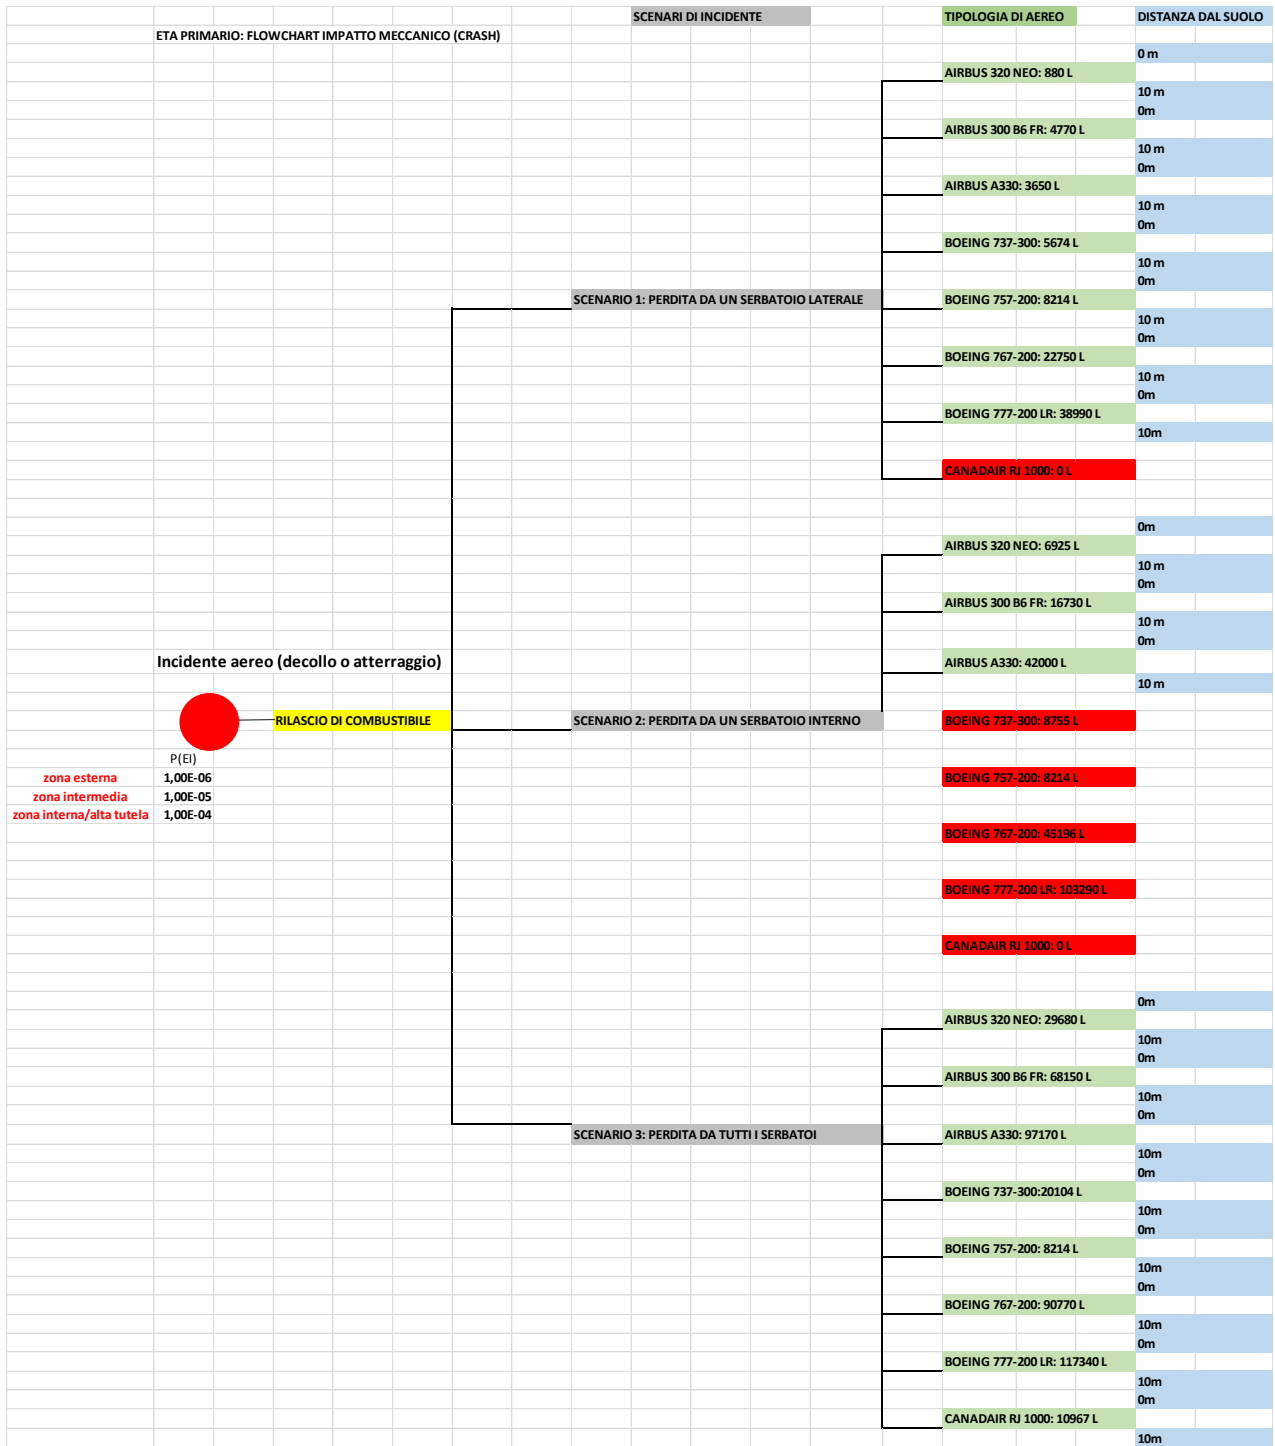 SCENARI DI INCIDENTE
TIPOLOGIA DI AEREO
DISTANZA DAL SUOLO
ETA PRIMARIO: FLOWCHART IMPATTO MECCANICO (CRASH)
0 m
AIRBUS 320 NEO: 880 L
10 m
0m
AIRBUS 300 B6 FR: 4770 L
10 m
0m
AIRBUS A330: 3650 L
10 m
0m
BOEING 737-300: 5674 L
10 m
0m
SCENARIO 1: PERDITA DA UN SERBATOIO LATERALE
BOEING 757-200: 8214 L
10 m
0m
BOEING 767-200: 22750 L
10 m
0m
BOEING 777-200 LR: 38990 L
10m
CANADAIR RJ 1000: 0 L
0m
AIRBUS 320 NEO: 6925 L
10 m
0m
AIRBUS 300 B6 FR: 16730 L
10 m
0m
Incidente aereo (decollo o atterraggio)
AIRBUS A330: 42000 L
10 m
RILASCIO DI COMBUSTIBILE
SCENARIO 2: PERDITA DA UN SERBATOIO INTERNO
BOEING 737-300: 8755 L
P(EI)
zona esterna 1,00E-06
BOEING 757-200: 8214 L
zona intermedia 1,00E-05
zona interna/alta tutela 1,00E-04
BOEING 767-200: 45196 L
BOEING 777-200 LR: 103290 L
CANADAIR RJ 1000: 0 L
0m
AIRBUS 320 NEO: 29680 L
10m
0m
AIRBUS 300 B6 FR: 68150 L
10m
0m
SCENARIO 3: PERDITA DA TUTTI I SERBATOI
AIRBUS A330: 97170 L
10m
0m
BOEING 737-300:20104 L
10m
0m
BOEING 757-200: 8214 L
10m
0m
BOEING 767-200: 90770 L
10m
0m
BOEING 777-200 LR: 117340 L
10m
0m
CANADAIR RJ 1000: 10967 L
10m